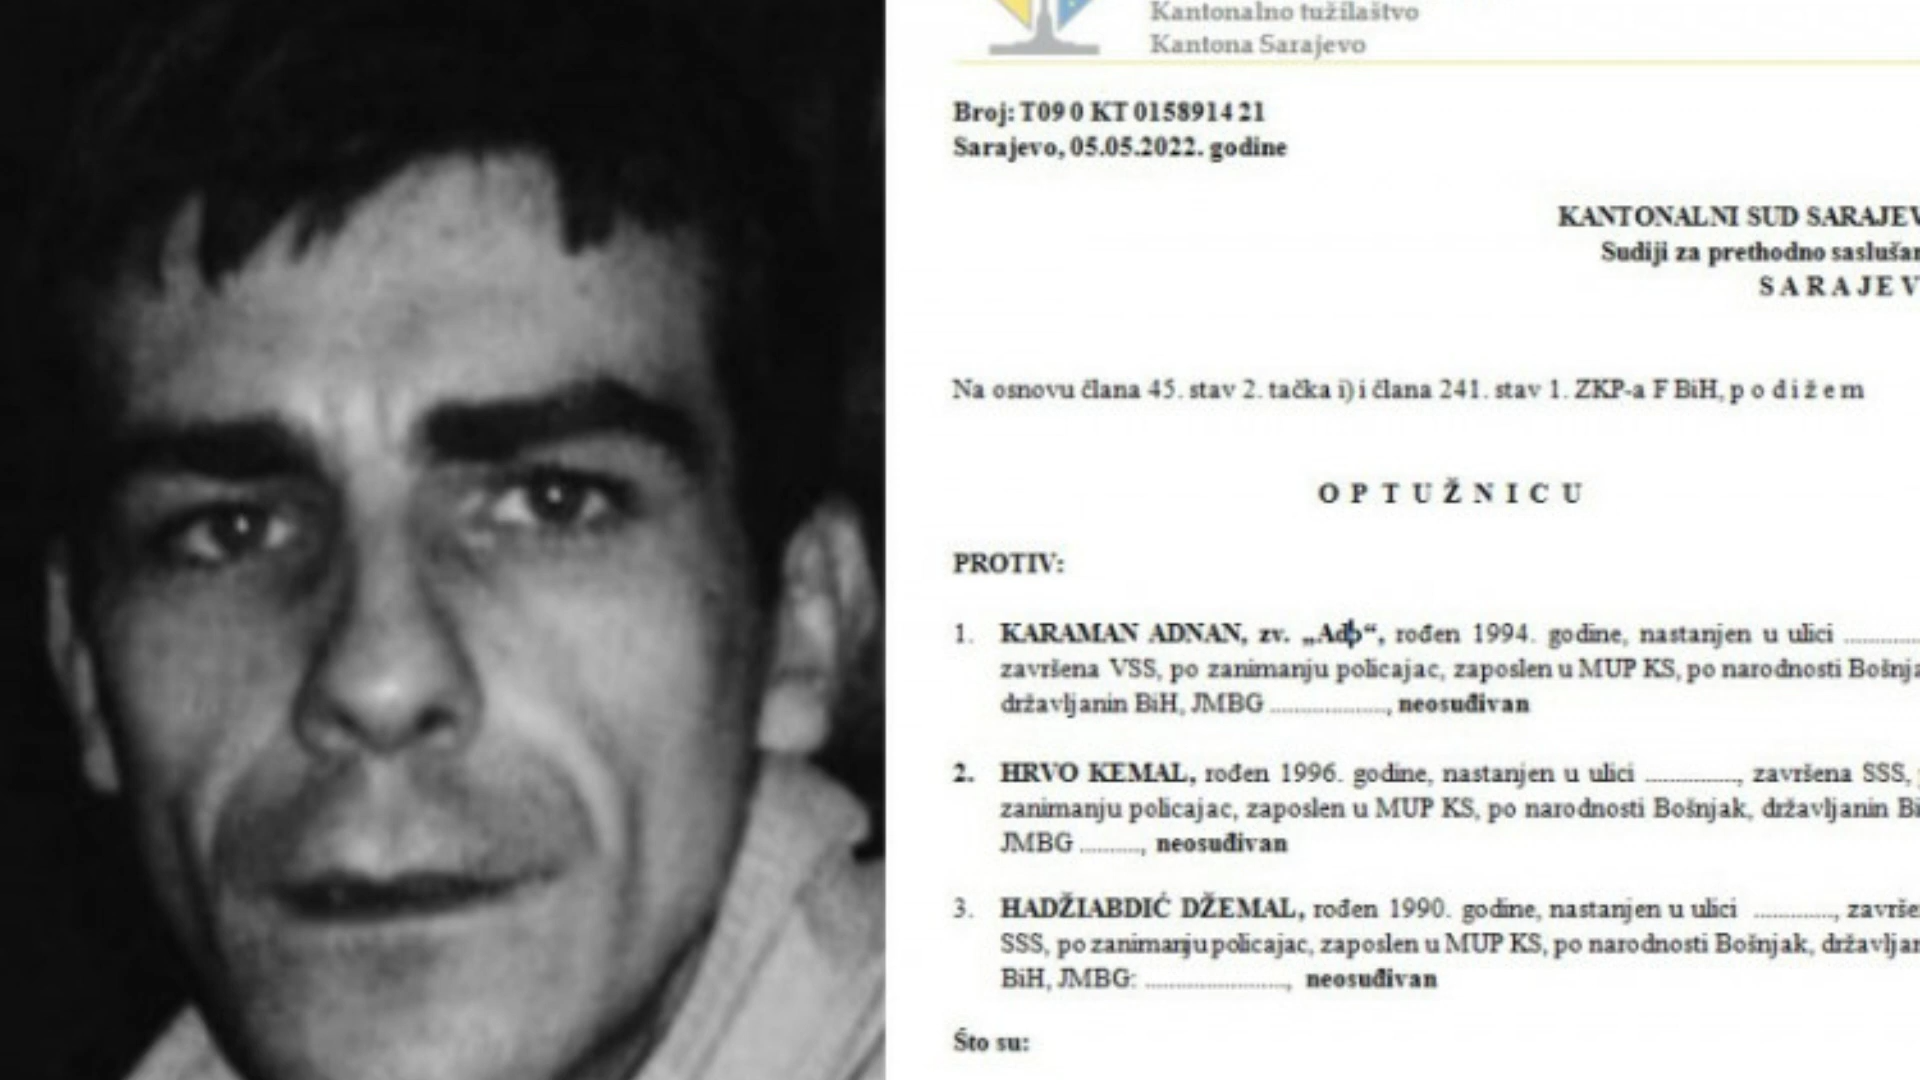 Kantonalno tužilaštvo
Kantona Sarajevo
Broj: T09 0 KT 0158914 21
Sarajevo, 05.05.2022. godine
KANTONALNI SUD SARAJEV
Sudiji za prethodno saslušan
S A R A J E V
Na osnovu člana 45. stav 2. tačka i) i člana 241. stav 1. ZKP-a F BiH, p o d i ž e m
O P T U Ž N I C U
PROTIV:
1. KARAMAN ADNAN, zv. „Ado“, rođen 1994. godine, nastanjen u ulici ..............
završena VSS, po zanimanju policajac, zaposlen u MUP KS, po narodnosti Bošnja
državljanin BiH, JMBG ...................., neosuđivan
2. HRVO KEMAL, rođen 1996. godine, nastanjen u ulici ................, završena SSS,
zanimanju policajac, zaposlen u MUP KS, po narodnosti Bošnjak, državljanin Bi
JMBG .........., neosuđivan
3. HADŽIABDIĆ DŽEMAL, rođen 1990. godine, nastanjen u ulici ............., završe
SSS, po zanimanju policajac, zaposlen u MUP KS, po narodnosti Bošnjak, državljan
BiH, JMBG: ........................, neosuđivan
Što su: